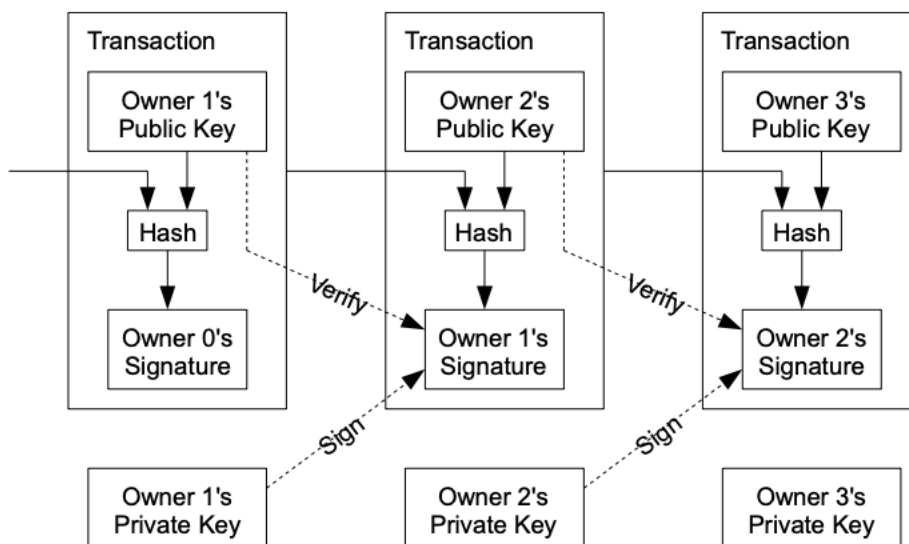 Transaction
Transaction
Transaction
Owner 1's
Public Key
Owner 2's
Public Key
Owner 3's
Public Key
Hash
Hash
Hash
Verify
Verify
Owner 0's
Signature
Owner 1's
Signature
Owner 2's
Signature
Sign
Sign
Owner 1's
Private Key
Owner 2's
Private Key
Owner 3's
Private Key